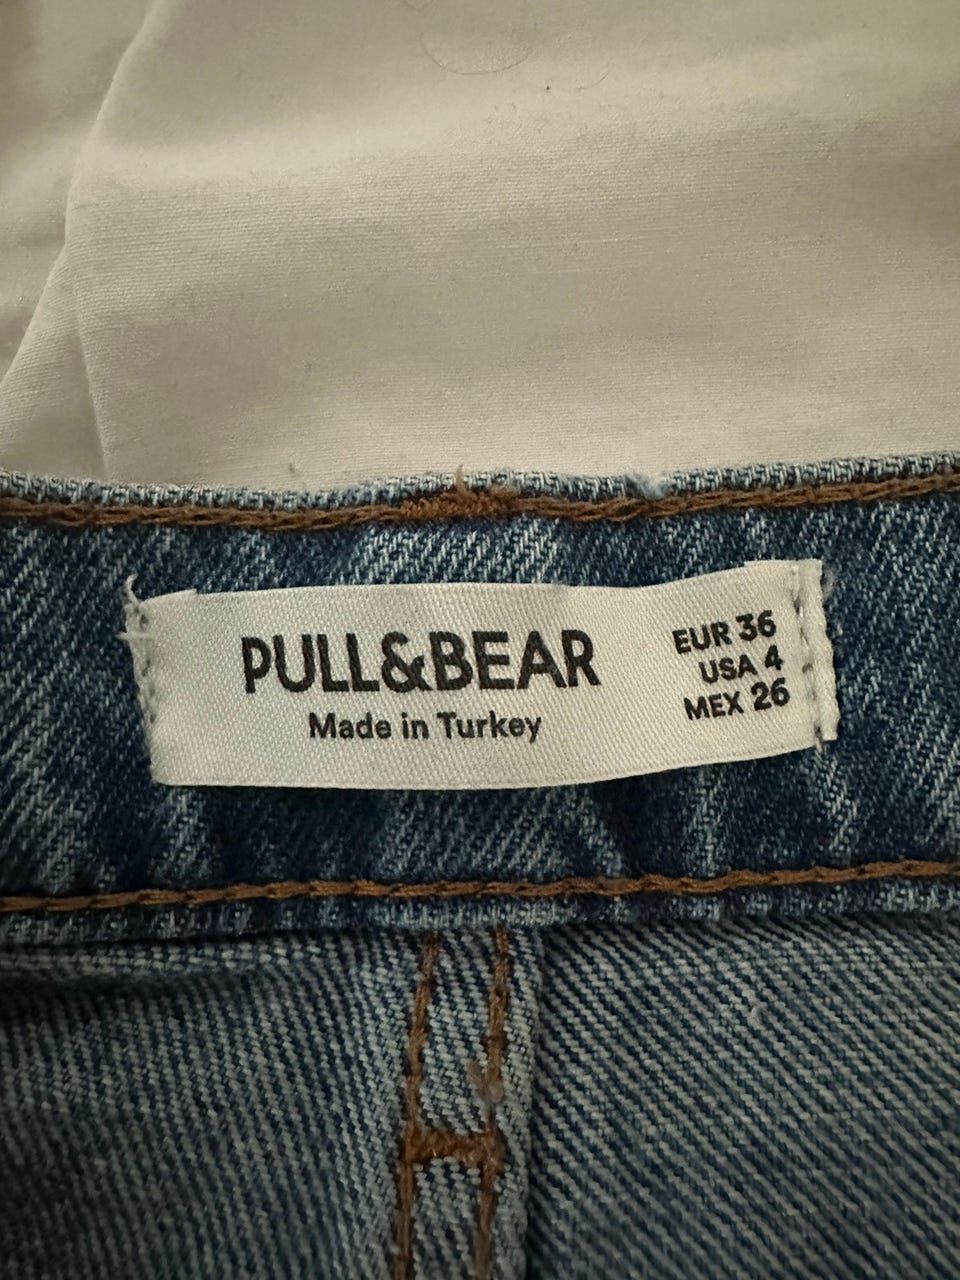 PULL&BEAR
Made in Turkey
EUR 36
USA 4
MEX 26